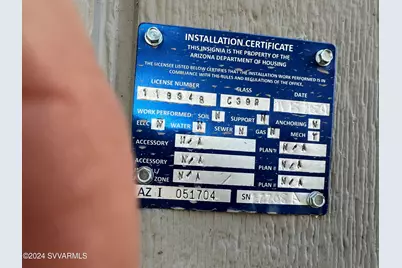 INSTALLATION CERTIFICATE
THIS INSIGNIA IS THE PROPERTY OF THE
ARIZONA DEPARTMENT OF HOUSING
THE LICENSEE LISTED BELOW CERTIFIES THAT THE INSTALLATION WORK PERFORMED IS IN
COMPLIANCE WITH THE RULES AND REGULATIONS OF THE OFFICE.
LICENSE NUMBER CLASS DATE
WORK PERFORMED: SOIL N SUPPORT N ANCHORING
ELEC N WATER N SEWER N GAS N MECH Y
ACCESSORY N/A PLAN # N/A
ACCESSORY N/A PLAN # N/A
ZONE N/A N/A
AZ I 051704 SN
©2024 SVVARMLS